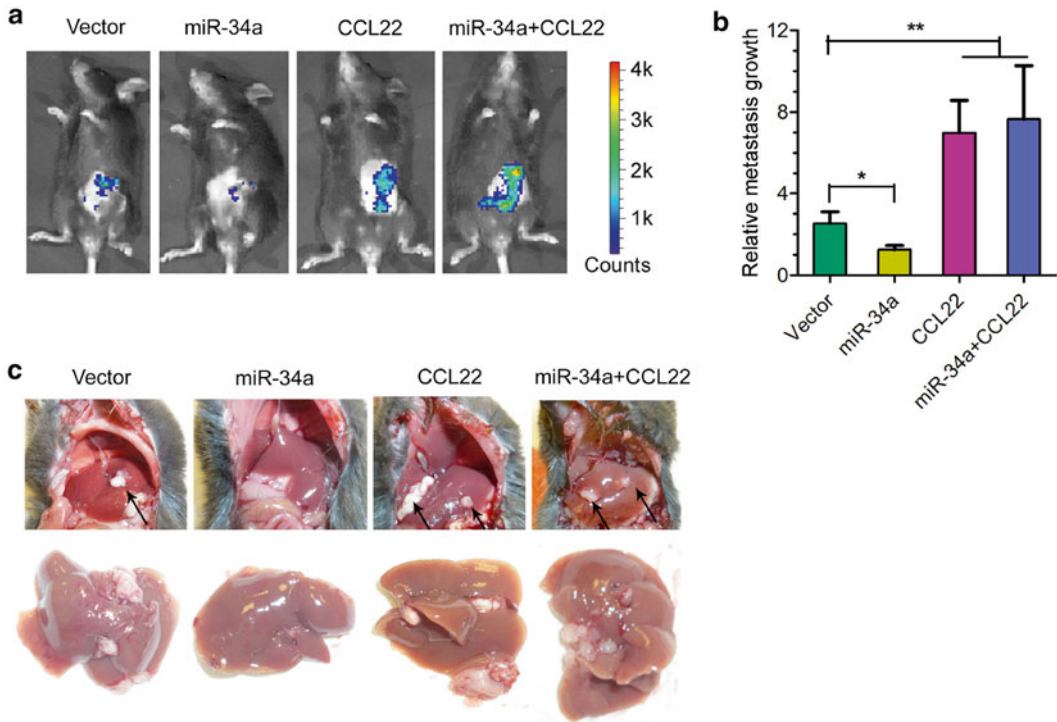 a
Vector miR-34a CCL22 miR-34a+CCL22
4k
3k
2k
1k
Counts
b
Relative metastasis growth
12
8
4
0
**
*
Vector
miR-34a
CCL22
miR-34a+CCL22
c
Vector miR-34a CCL22 miR-34a+CCL22